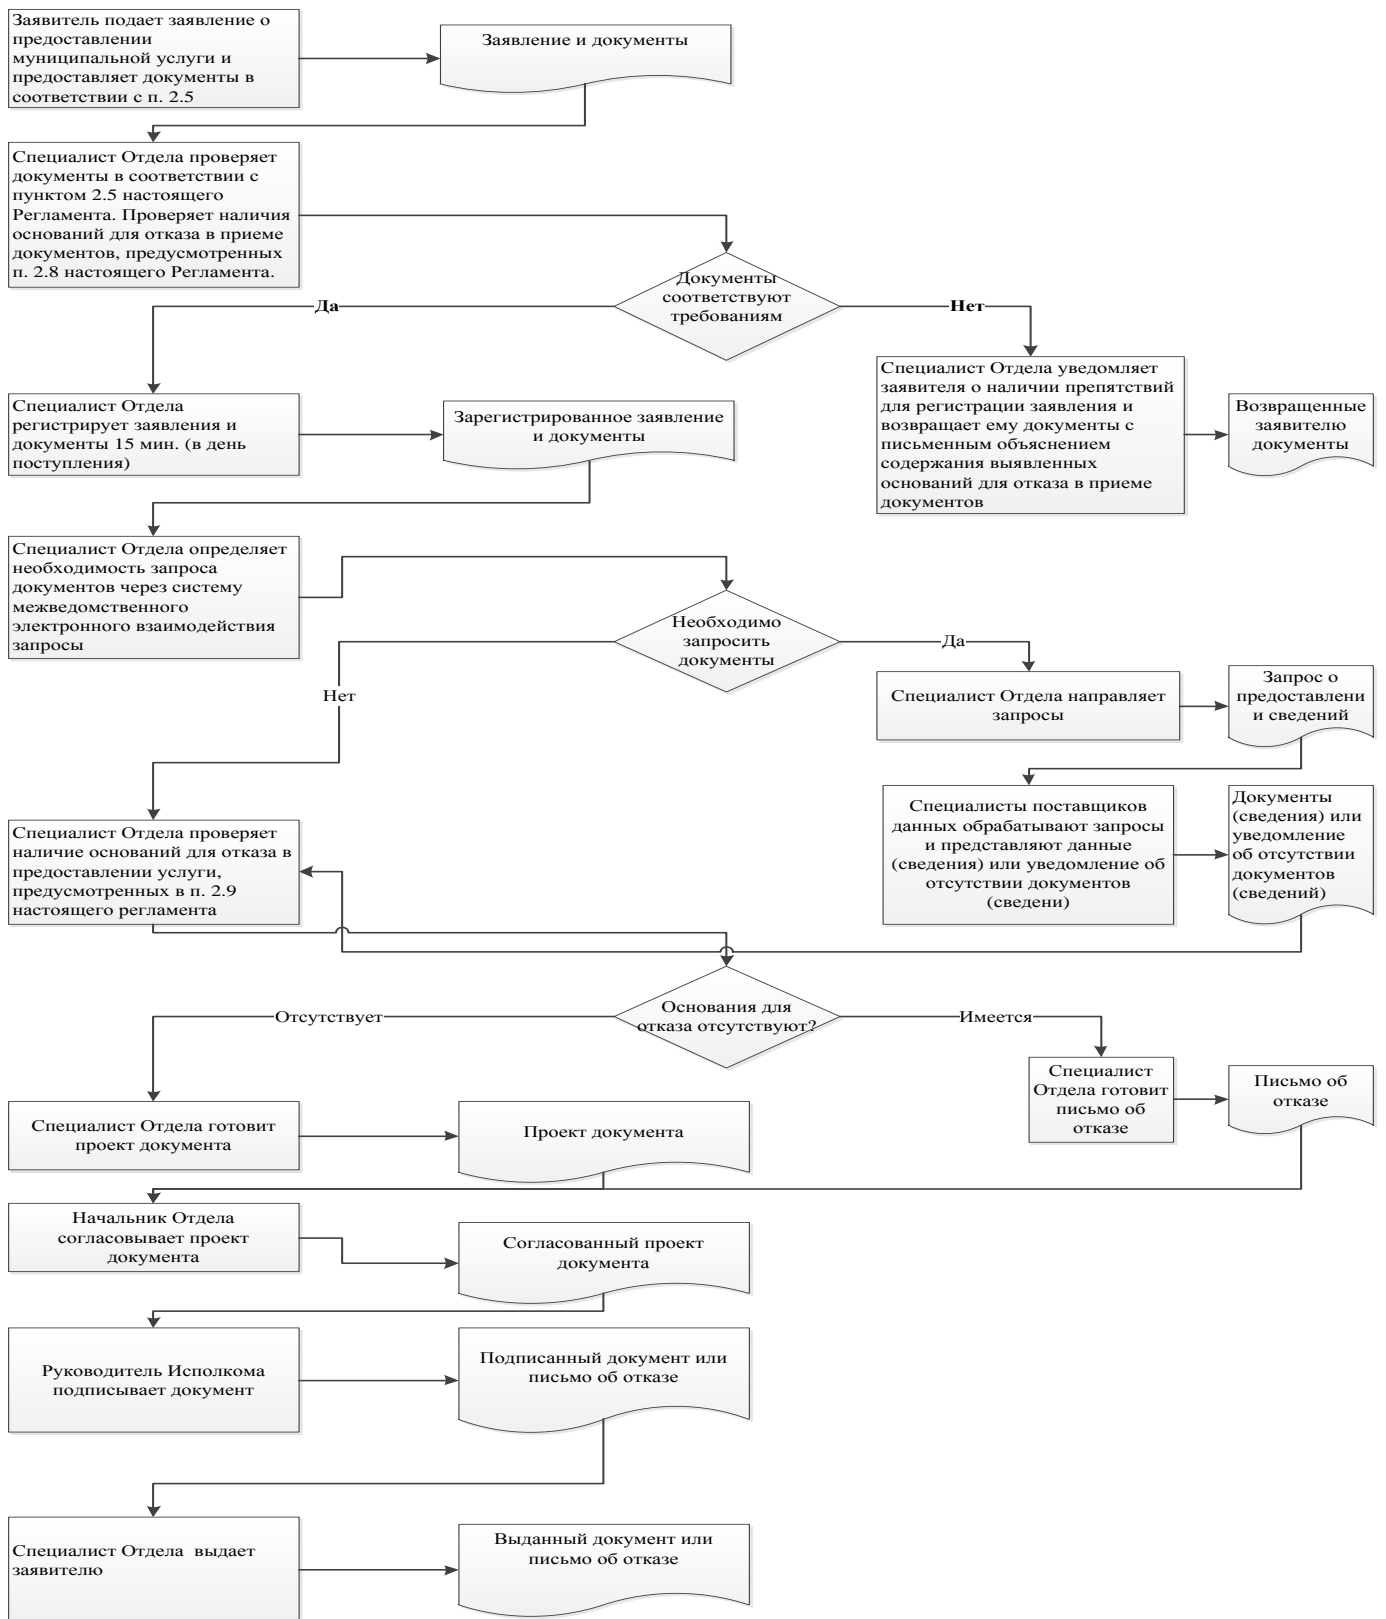 Заявитель подает заявление о
предоставлении
муниципальной услуги и
предоставляет документы в
соответствии с п. 2.5
Заявление и документы
Специалист Отдела проверяет
документы в соответствии с
пунктом 2.5 настоящего
Регламента. Проверяет наличия
оснований для отказа в приеме
документов, предусмотренных
п. 2.8 настоящего Регламента.
Документы
соответствуют
требованиям
Да
Нет
Специалист Отдела
регистрирует заявления и
документы 15 мин. (в день
поступления)
Зарегистрированное заявление
и документы
Специалист Отдела уведомляет
заявителя о наличии препятствий
для регистрации заявления и
возвращает ему документы с
письменным объяснением
содержания выявленных
оснований для отказа в приеме
документов
Возвращенные
заявителю
документы
Специалист Отдела определяет
необходимость запроса
документов через систему
межведомственного
электронного взаимодействия
запросы
Необходимо
запросить
документы
Да
Нет
Специалист Отдела направляет
запросы
Запрос о
предоставлени
и сведений
Специалисты поставщиков
данных обрабатывают запросы
и представляют данные
(сведения) или уведомление об
отсутствии документов
(сведени)
Документы
(сведения) или
уведомление
об отсутствии
документов
(сведений)
Специалист Отдела проверяет
наличие оснований для отказа в
предоставлении услуги,
предусмотренных в п. 2.9
настоящего регламента
Основания для
отказа отсутствуют?
Отсутствует
Имеется
Специалист
Отдела готовит
письмо об
отказе
Письмо об
отказе
Специалист Отдела готовит
проект документа
Проект документа
Начальник Отдела
согласовывает проект
документа
Согласованный проект
документа
Руководитель Исполкома
подписывает документ
Подписанный документ или
письмо об отказе
Специалист Отдела  выдает
заявителю
Выданный документ или
письмо об отказе